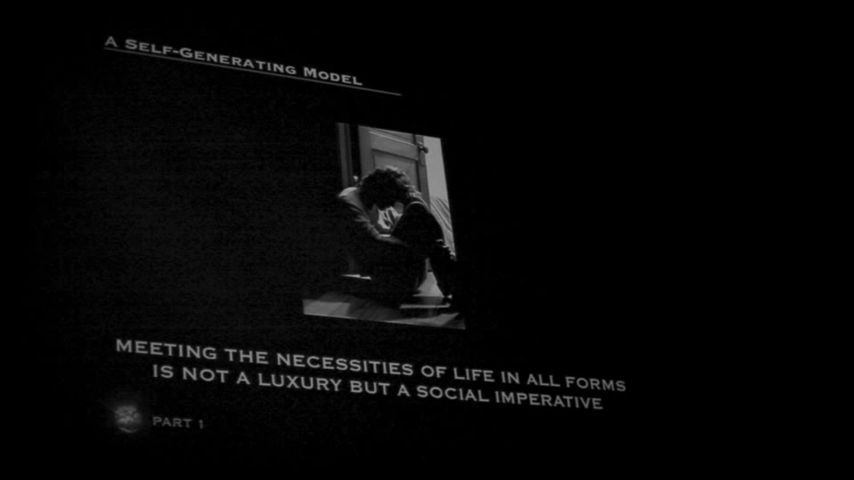 A SELF-GENERATING MODEL
MEETING THE NECESSITIES OF LIFE IN ALL FORMS
IS NOT A LUXURY BUT A SOCIAL IMPERATIVE
PART 1